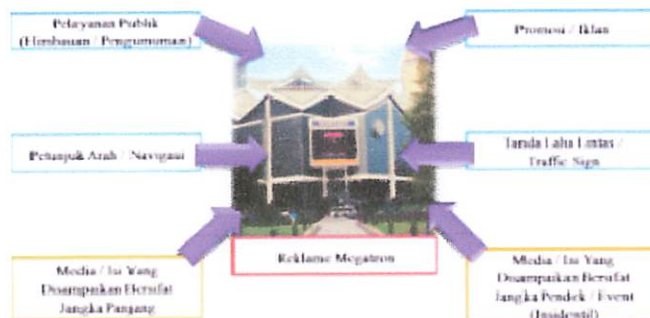 Pelayanan Publik
(Himbauan / Pengumuman)
Promosi / Iklan
Petunjuk Arah / Navigasi
Tanda Lalu Lintas /
Traffic Sign
Reklame Megatron
Media / Isi Yang
Disampaikan Bersifat
Jangka Panjang
Media / Isi Yang
Disampaikan Bersifat
Jangka Pendek / Event
(Insidentil)